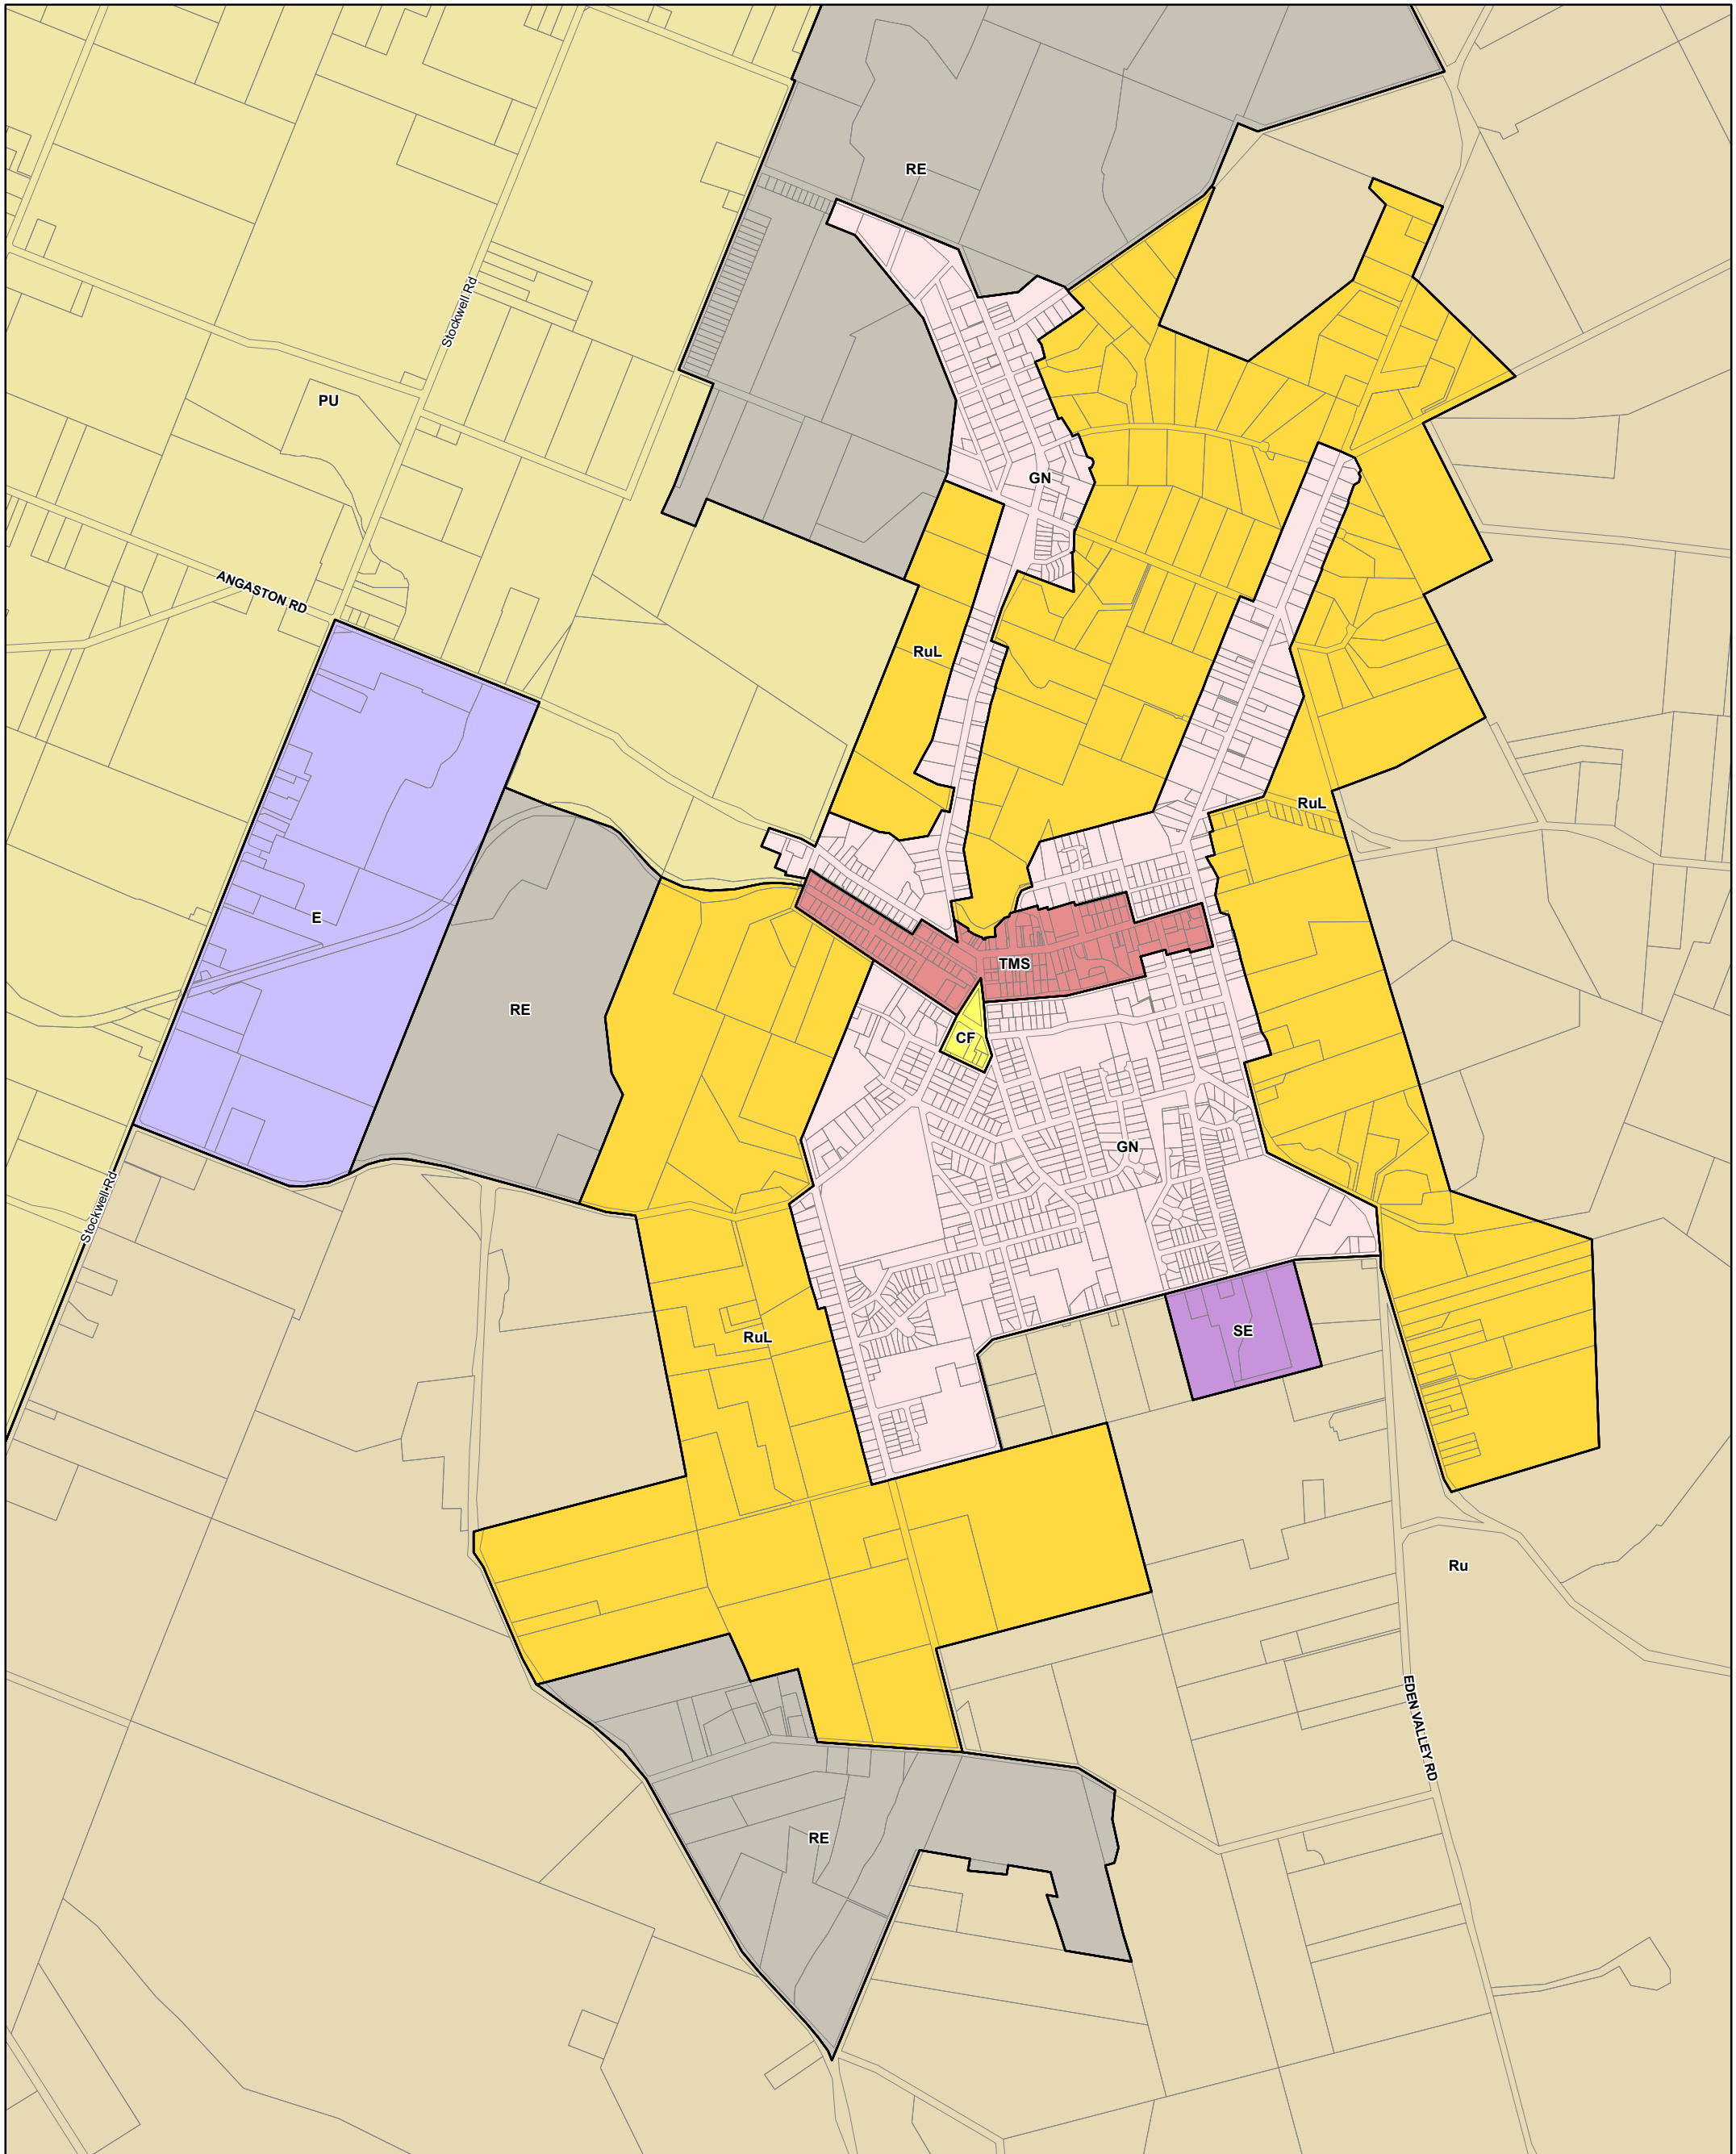 RE
Stockwell Rd
PU
GN
ANGASTON RD
RuL
RuL
E
TMS
RE
CF
GN
Stockwell Rd
SE
RuL
Ru
EDEN VALLEY RD
RE